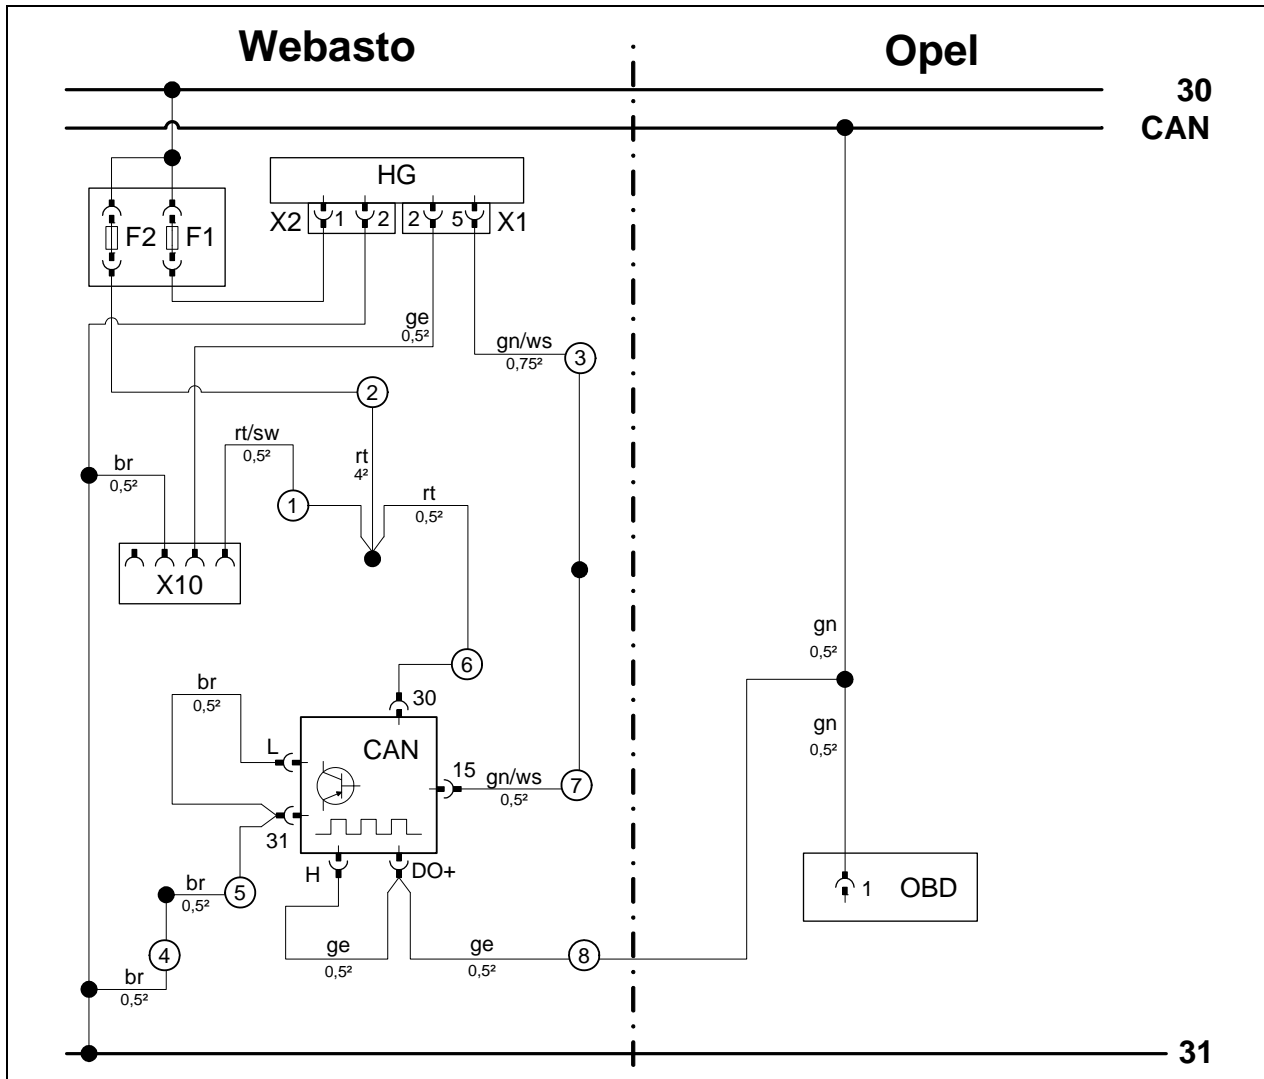 Webasto
Opel
30
CAN
HG
X2 1 2 2 5 X1
F2 F1
ge
0,5²
gn/ws
0,75²
3
2
rt/sw
0,5²
rt
4²
br
0,5²
1
rt
0,5²
X10
gn
0,5²
6
br
0,5²
30
gn
0,5²
L
CAN
15
gn/ws
0,5²
7
31
H
DO+
1 OBD
br
0,5²
5
4
ge
0,5²
ge
0,5²
8
br
0,5²
31